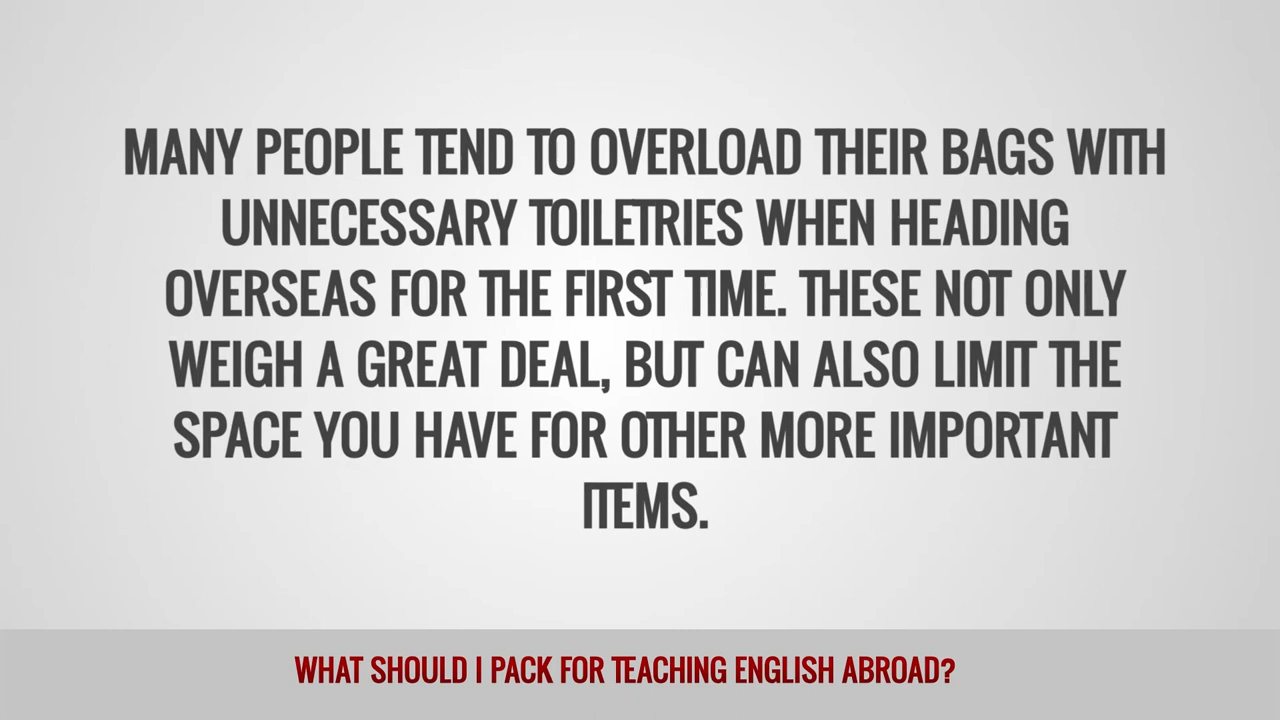 MANY PEOPLE TEND TO OVERLOAD THEIR BAGS WITH
UNNECESSARY TOILETRIES WHEN HEADING
OVERSEAS FOR THE FIRST TIME. THESE NOT ONLY
WEIGH A GREAT DEAL, BUT CAN ALSO LIMIT THE
SPACE YOU HAVE FOR OTHER MORE IMPORTANT
ITEMS.
WHAT SHOULD I PACK FOR TEACHING ENGLISH ABROAD?